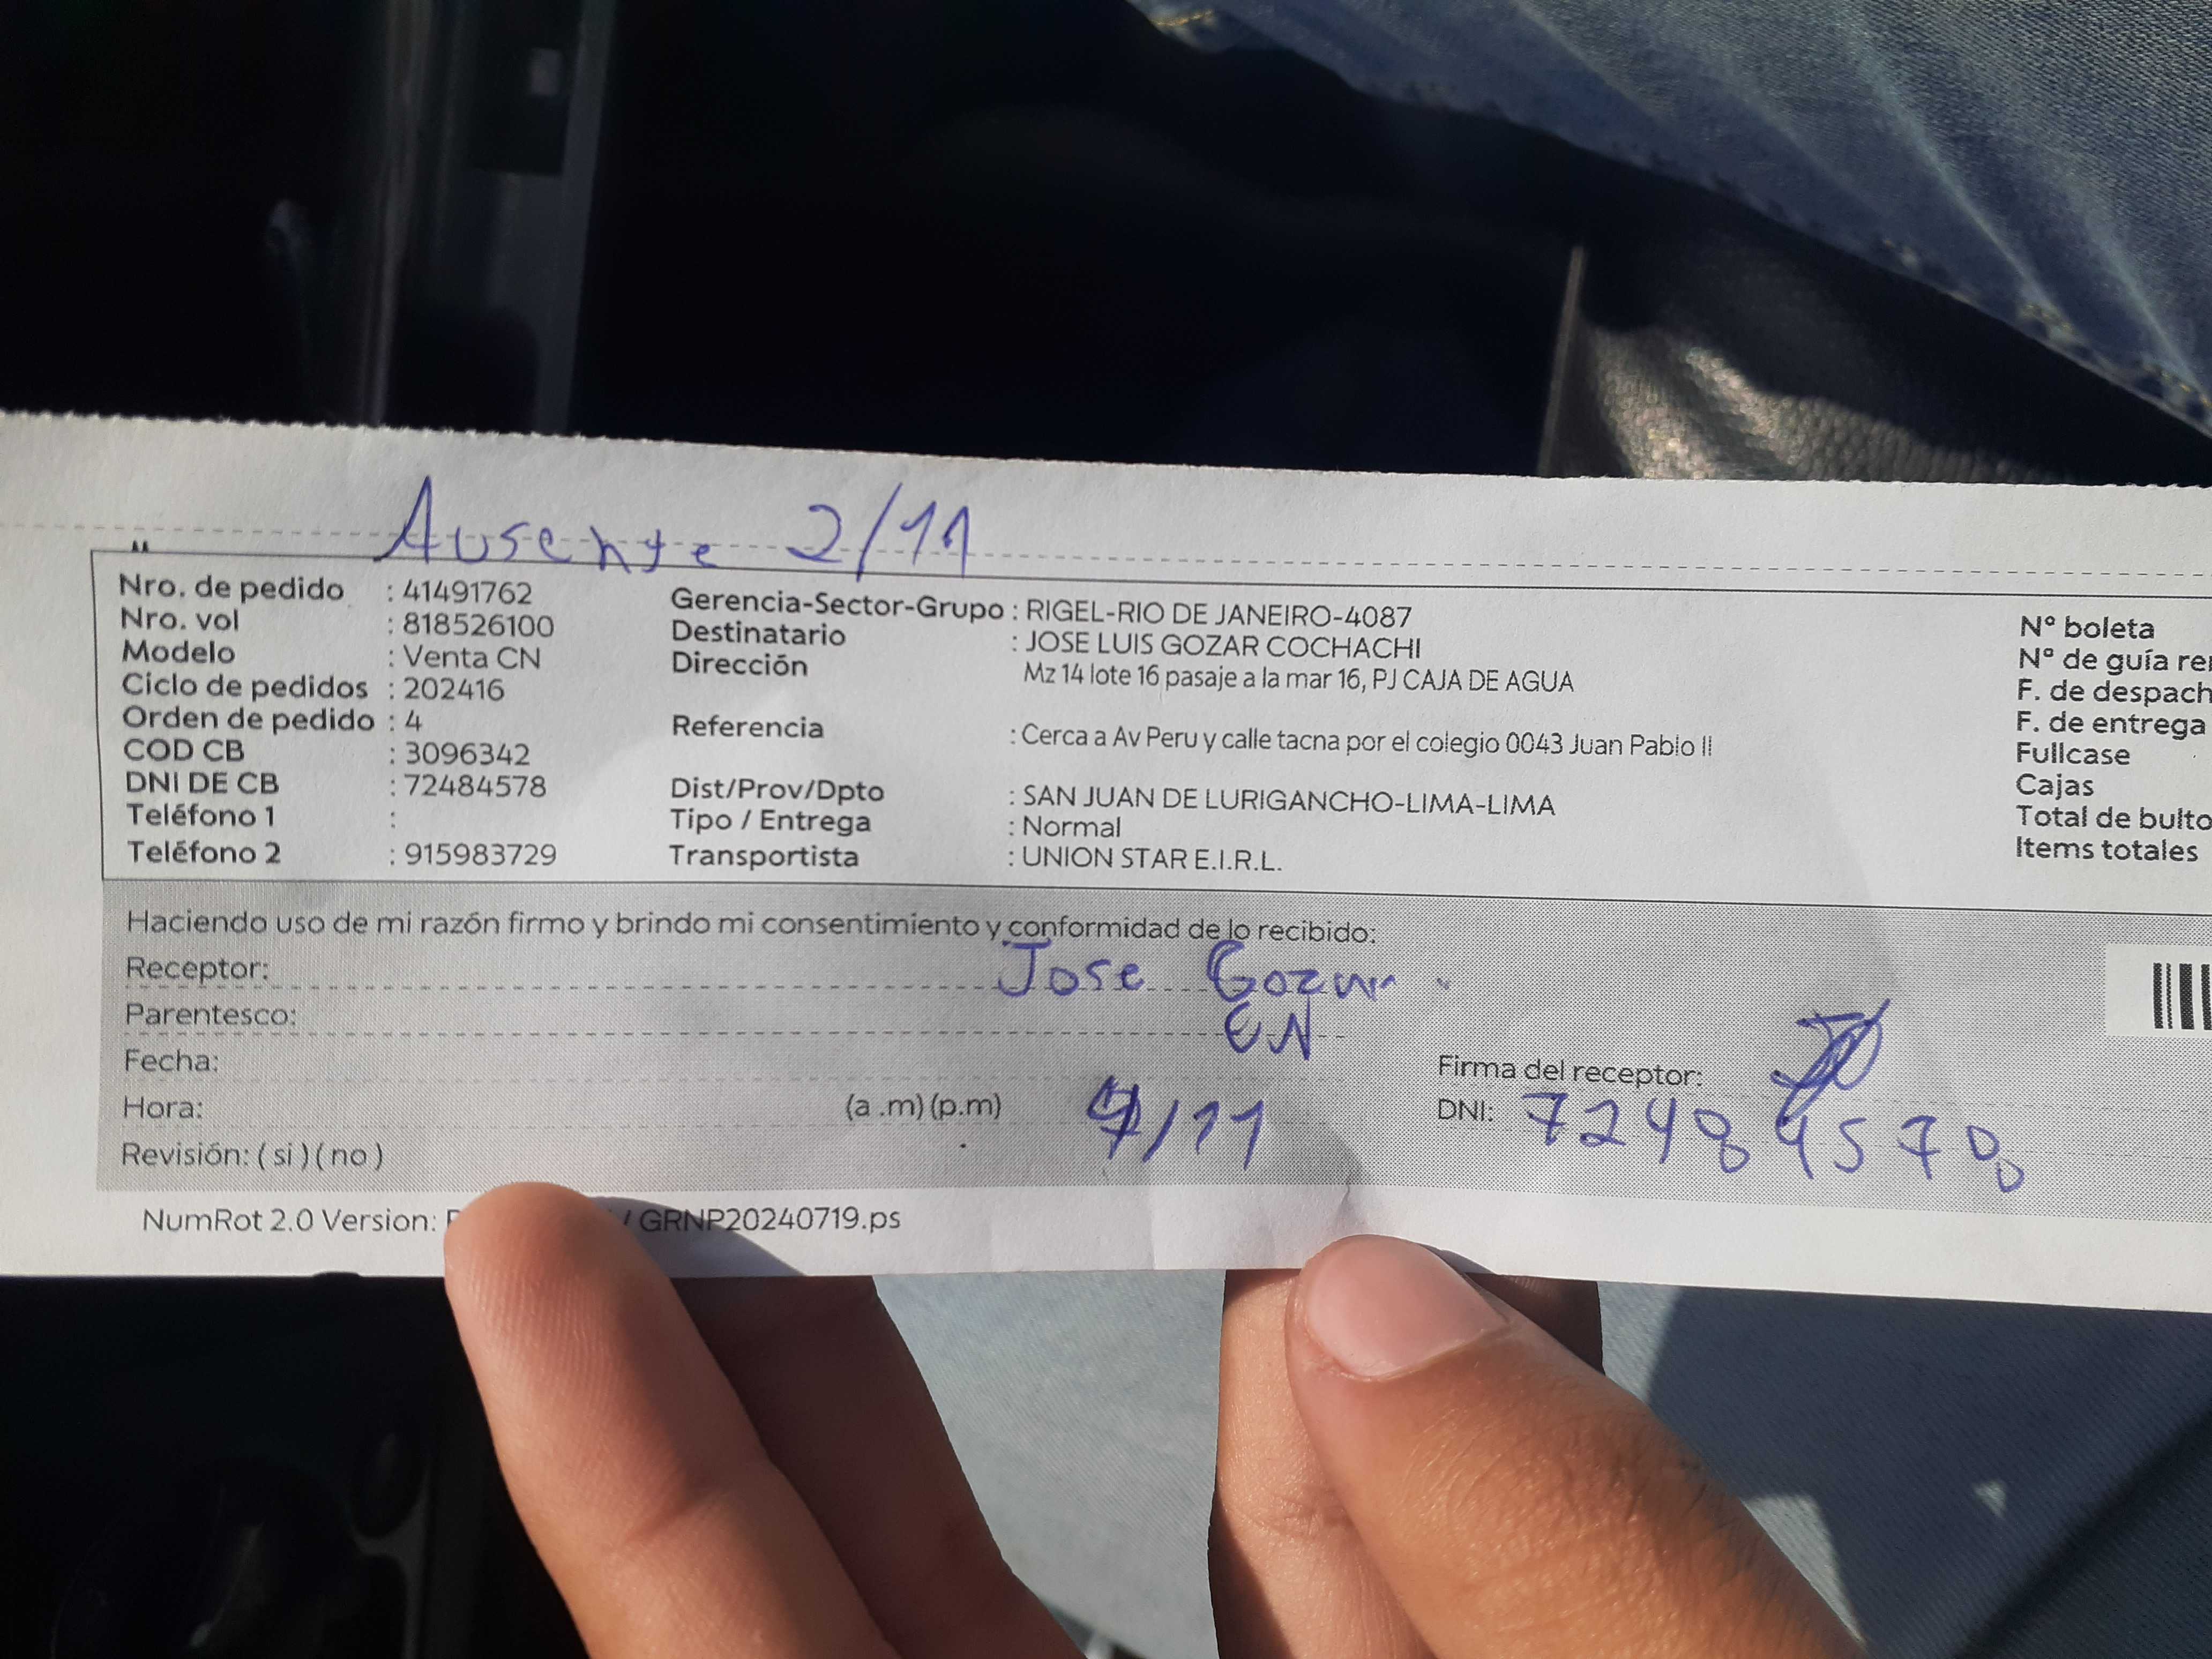 Ausente 2/11
Nro. de pedido : 41491762
Nro. vol : 818526100
Modelo : Venta CN
Ciclo de pedidos : 202416
Orden de pedido : 4
COD CB : 3096342
DNI DE CB : 72484578
Teléfono 1 :
Teléfono 2 : 915983729
Gerencia-Sector-Grupo : RIGEL-RIO DE JANEIRO-4087
Destinatario : JOSE LUIS GOZAR COCHACHI
Dirección Mz 14 lote 16 pasaje a la mar 16, PJ CAJA DE AGUA
Referencia : Cerca a Av Peru y calle tacna por el colegio 0043 Juan Pablo II
Dist/Prov/Dpto : SAN JUAN DE LURIGANCHO-LIMA-LIMA
Tipo / Entrega : Normal
Transportista : UNION STAR E.I.R.L.
N° boleta
N° de guía
F. de
F. de entrega
Fullcase
Cajas
Total de
Items totales
Haciendo uso de mi razón firmo y brindo mi consentimiento y conformidad de lo recibido:
Receptor: Jose Gozar
Parentesco: EN
Fecha:
Hora: (a .m) (p.m) /11
Revisión: ( si ) ( no )
Firma del receptor:
DNI: 72484578
NumRot 2.0 Version: / GRNP20240719.ps